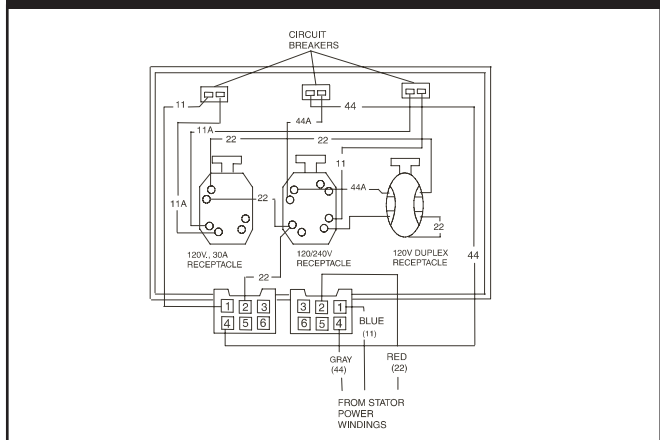 CIRCUIT
BREAKERS
11
44
44A
11A
22
22
11
44A
11A
22
22
44
120V., 30A
RECEPTACLE
120/240V
RECEPTACLE
120V DUPLEX
RECEPTACLE
22
1 2 3
4 5 6
3 2 1
6 5 4
BLUE
(11)
GRAY
(44)
RED
(22)
FROM STATOR
POWER
WINDINGS